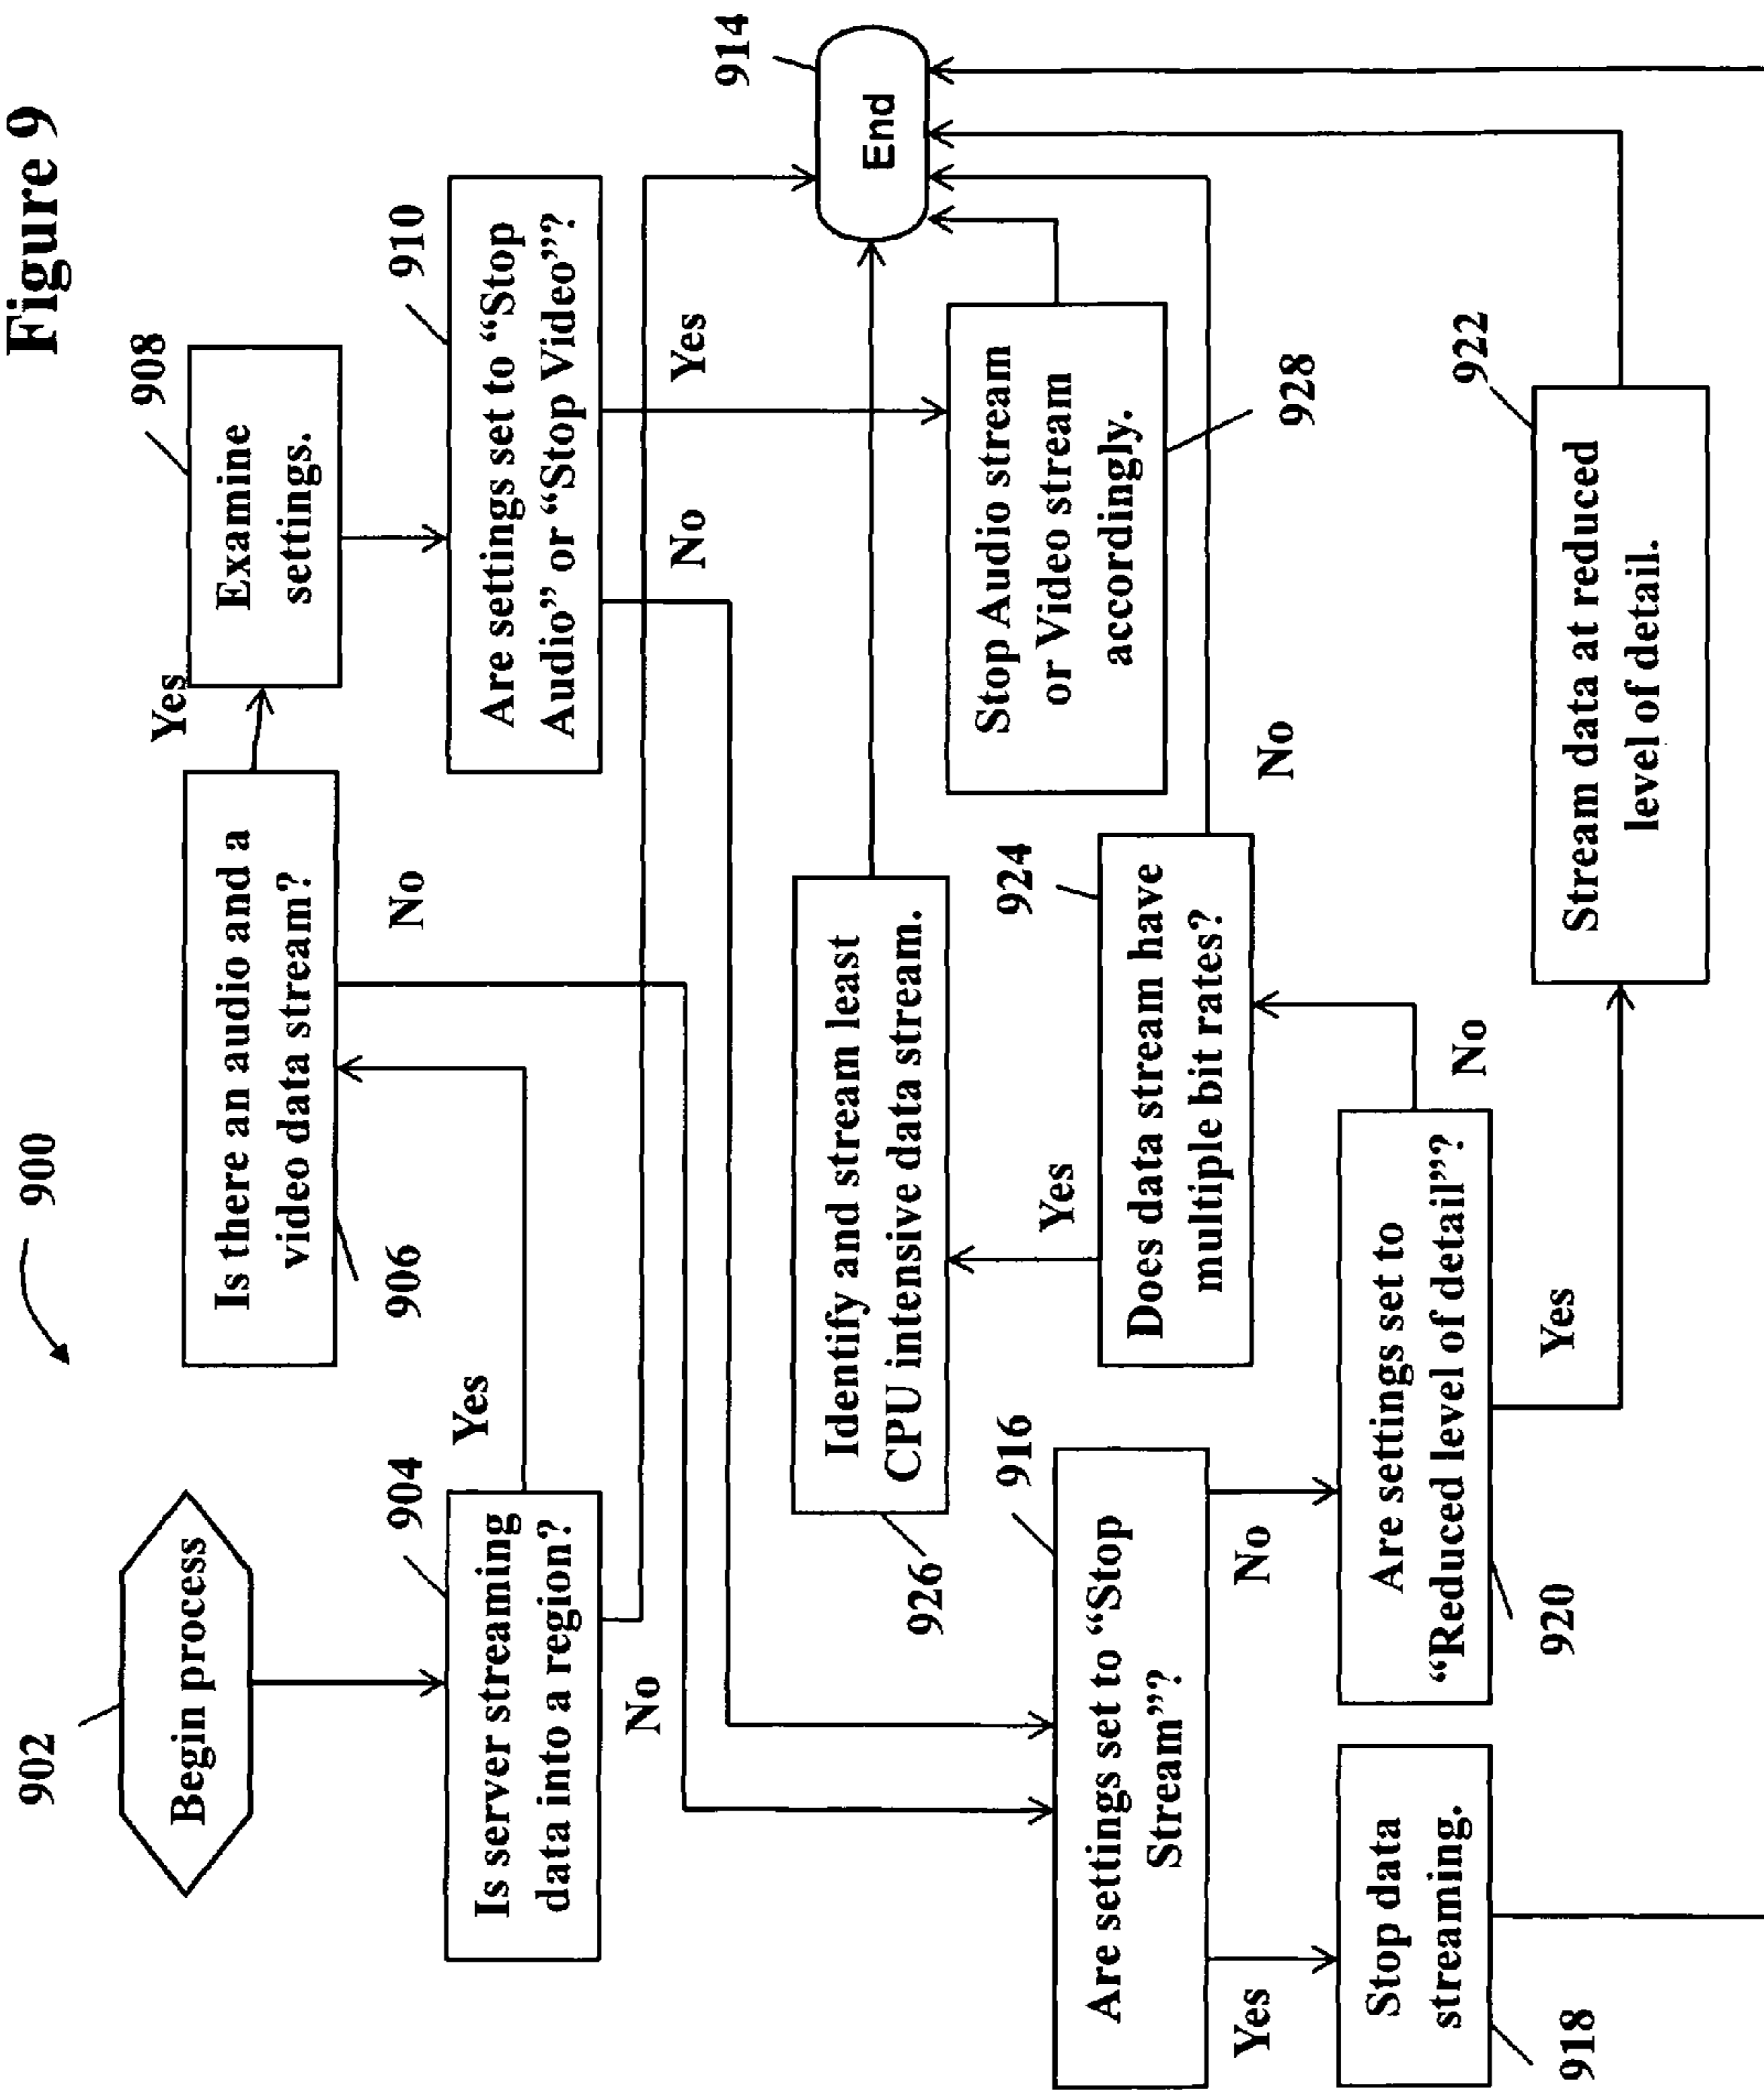 Figure 9
900
902
Begin process
904
Is server streaming
data into a region?
Yes
No
906
Is there an audio and a
video data stream?
Yes
No
908
Examine
settings.
910
Are settings set to “Stop
Audio” or “Stop Video”?
Yes
No
914
End
926
Identify and stream least
CPU intensive data stream.
Stop Audio stream
or Video stream
accordingly.
928
916
Are settings set to “Stop
Stream”?
Yes
No
924
Does data stream have
multiple bit rates?
Yes
No
918
Stop data
streaming.
920
Are settings set to
“Reduced level of detail”?
Yes
No
922
Stream data at reduced
level of detail.